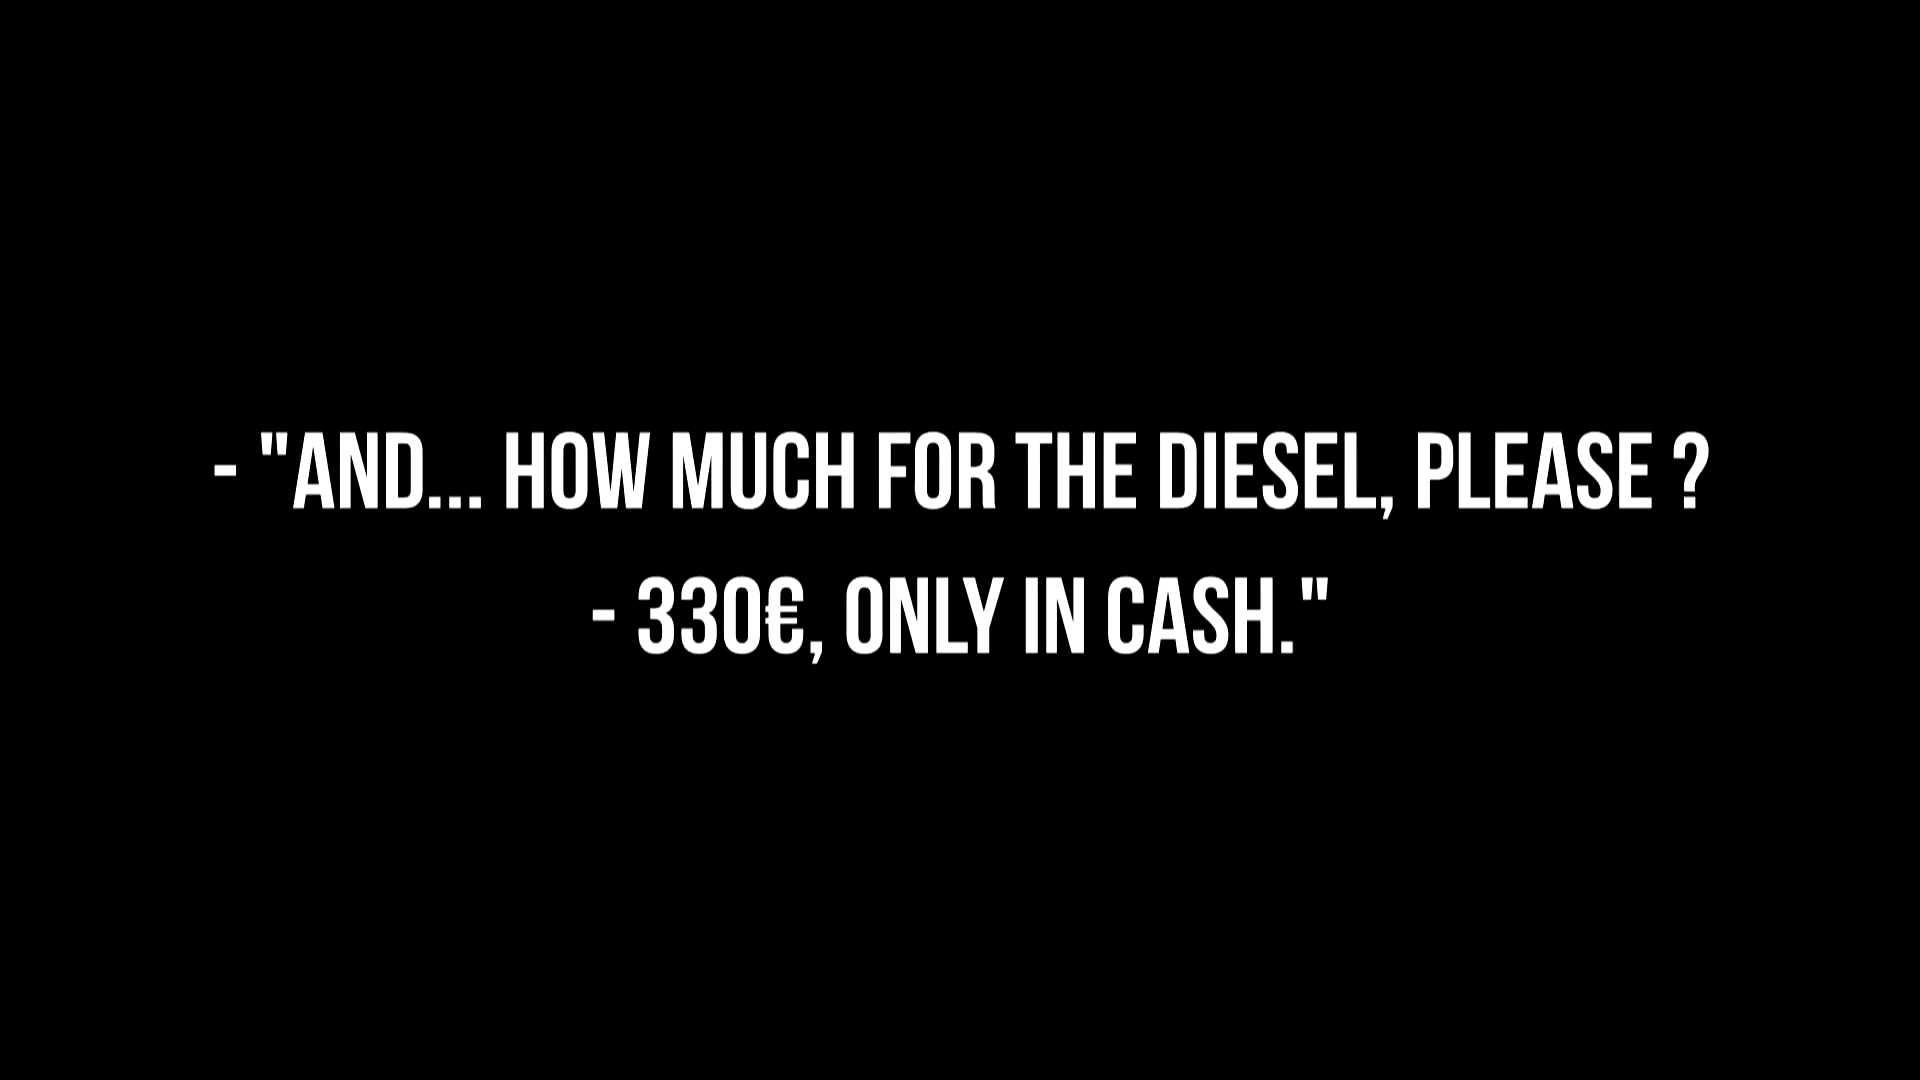 - "AND... HOW MUCH FOR THE DIESEL, PLEASE ?
- 330€, ONLY IN CASH."